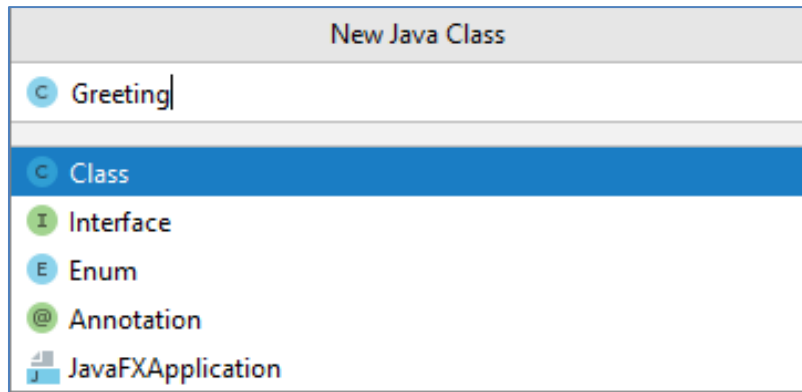 New Java Class
C Greeting
C Class
I Interface
E Enum
@ Annotation
J JavaFXApplication